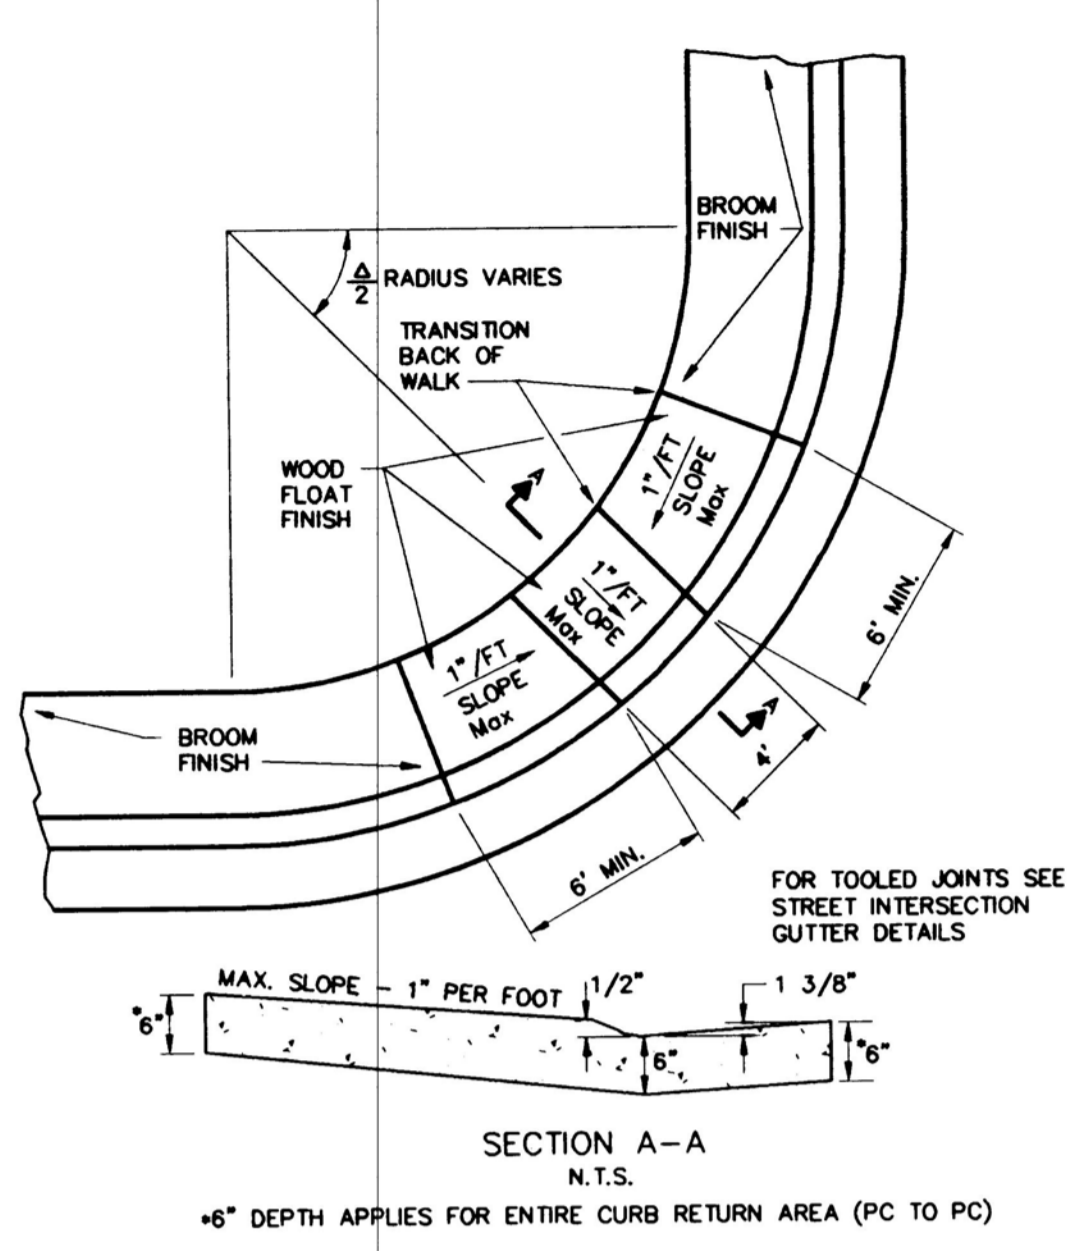 BROOM
FINISH
Δ/2 RADIUS VARIES
TRANSITION
BACK OF
WALK
WOOD
FLOAT
FINISH
A
1"/FT
SLOPE
Max
1"/FT
SLOPE
Max
1"/FT
SLOPE
Max
6' MIN.
BROOM
FINISH
A
4'
6' MIN.
FOR TOOLED JOINTS SEE
STREET INTERSECTION
GUTTER DETAILS
MAX. SLOPE - 1" PER FOOT
1/2"
1 3/8"
*6"
6"
*6"
SECTION A-A
N.T.S.
*6" DEPTH APPLIES FOR ENTIRE CURB RETURN AREA (PC TO PC)